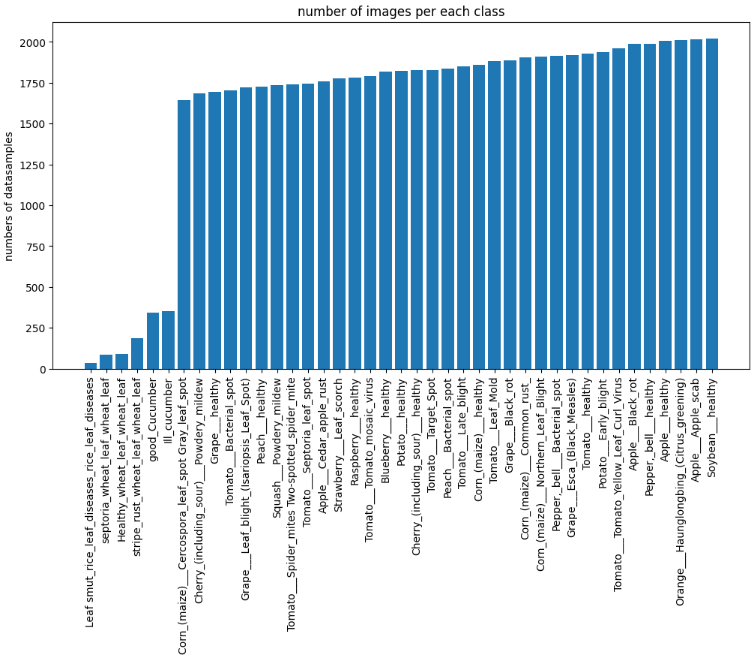 number of images per each class
numbers of datasamples
2000
1750
1500
1250
1000
750
500
250
0
Leaf smut_rice_leaf_diseases_rice_leaf_diseases
septoria_wheat_leaf_wheat_leaf
Healthy_wheat_leaf_wheat_leaf
stripe_rust_wheat_leaf_wheat_leaf
good_Cucumber
Ill_cucumber
Corn_(maize)___Cercospora_leaf_spot Gray_leaf_spot
Cherry_(including_sour)___Powdery_mildew
Grape___healthy
Tomato___Bacterial_spot
Grape___Leaf_blight_(Isariopsis_Leaf_Spot)
Peach___healthy
Squash___Powdery_mildew
Tomato___Spider_mites Two-spotted_spider_mite
Tomato___Septoria_leaf_spot
Apple___Cedar_apple_rust
Strawberry___Leaf_scorch
Raspberry___healthy
Tomato___Tomato_mosaic_virus
Blueberry___healthy
Potato___healthy
Cherry_(including_sour)___healthy
Tomato___Target_Spot
Peach___Bacterial_spot
Tomato___Late_blight
Corn_(maize)___healthy
Tomato___Leaf_Mold
Grape___Black_rot
Corn_(maize)___Common_rust_
Corn_(maize)___Northern_Leaf_Blight
Pepper,_bell___Bacterial_spot
Grape___Esca_(Black_Measles)
Tomato___healthy
Potato___Early_blight
Tomato___Tomato_Yellow_Leaf_Curl_Virus
Apple___Black_rot
Pepper,_bell___healthy
Apple___healthy
Orange___Haunglongbing_(Citrus_greening)
Apple___Apple_scab
Soybean___healthy